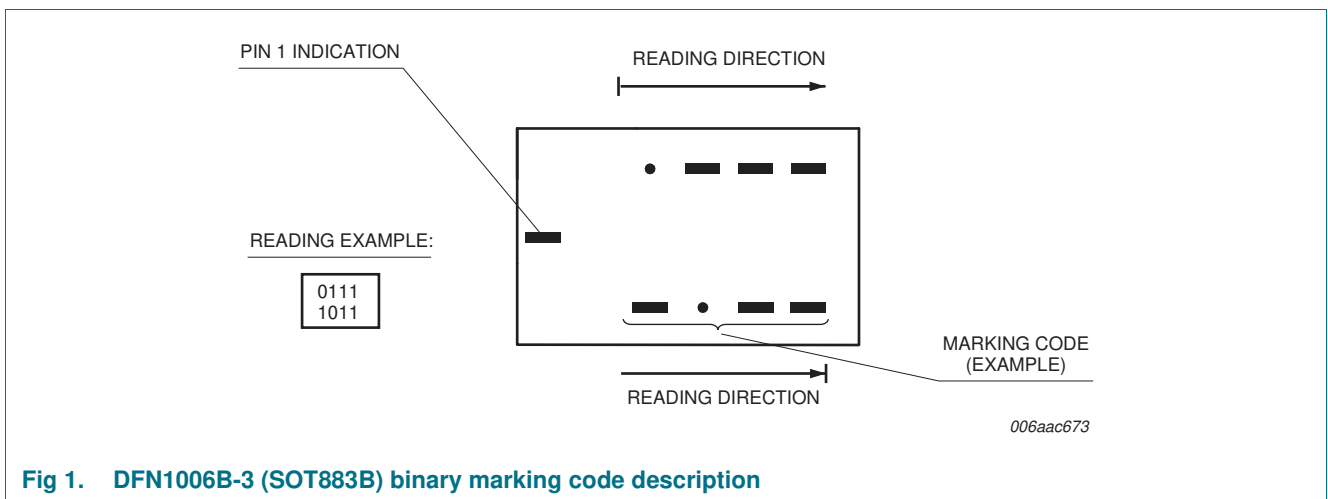 PIN 1 INDICATION
READING DIRECTION
READING EXAMPLE:
0111
1011
MARKING CODE
(EXAMPLE)
READING DIRECTION
006aac673
Fig 1. DFN1006B-3 (SOT883B) binary marking code description